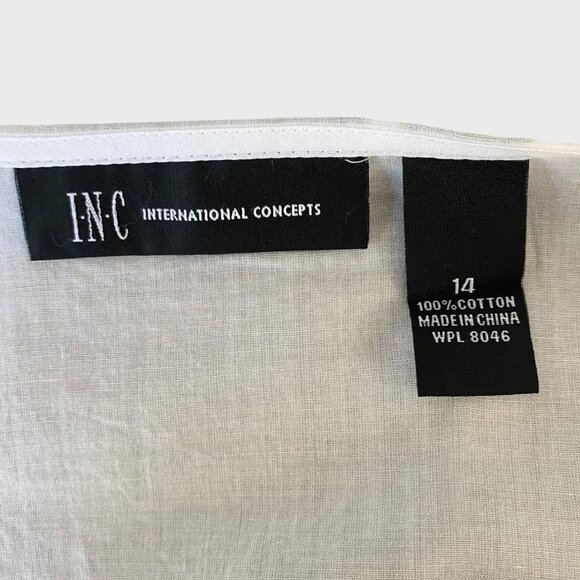 I·N·C INTERNATIONAL CONCEPTS
14
100%COTTON
MADE IN CHINA
WPL 8046